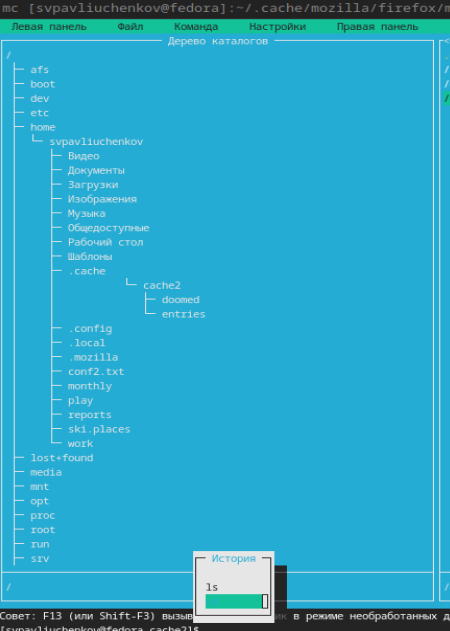 mc [svpavliuchenkov@fedora]:~/.cache/mozilla/firefox/m
Левая панель Файл Команда Настройки Правая панель
Дерево каталогов
/
afs
boot
dev
etc
home
svpavliuchenkov
Видео
Документы
Загрузки
Изображения
Музыка
Общедоступные
Рабочий стол
Шаблоны
.cache
cache2
doomed
entries
.config
.local
.mozilla
conf2.txt
monthly
play
reports
ski.places
work
lost+found
media
mnt
opt
proc
root
run
srv
/
История
ls
Совет: F13 (или Shift-F3) вызыв ик в режиме необработанных д
[svpavliuchenkov@fedora cache2]$